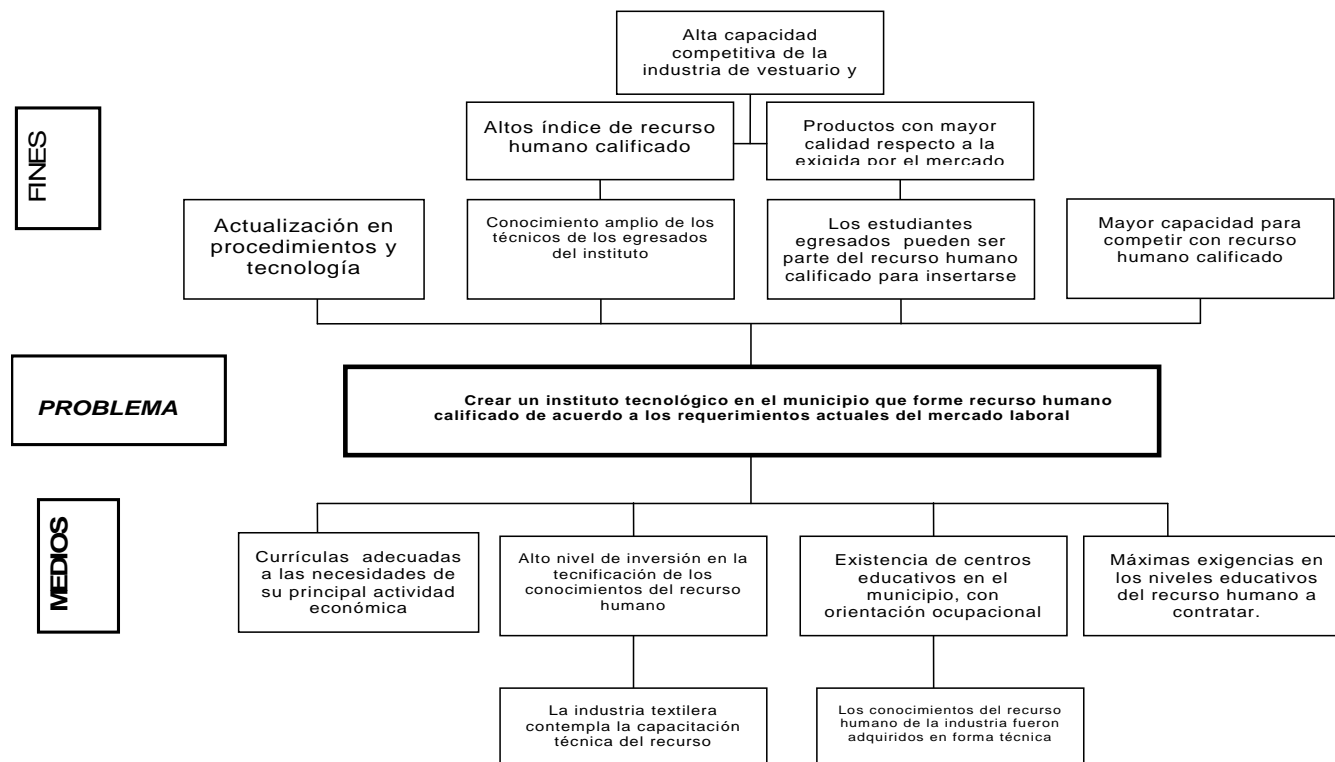 Alta capacidad
competitiva de la
industria de vestuario y
FINES
Altos índice de recurso
humano calificado
Productos con mayor
calidad respecto a la
exigida por el mercado
Actualización en
procedimientos y
tecnología
Conocimiento amplio de los
técnicos de los egresados
del instituto
Los estudiantes
egresados pueden ser
parte del recurso humano
calificado para insertarse
Mayor capacidad para
competir con recurso
humano calificado
PROBLEMA
Crear un instituto tecnológico en el municipio que forme recurso humano
calificado de acuerdo a los requerimientos actuales del mercado laboral
MEDIOS
Currículas adecuadas
a las necesidades de
su principal actividad
económica
Alto nivel de inversión en la
tecnificación de los
conocimientos del recurso
humano
Existencia de centros
educativos en el
municipio, con
orientación ocupacional
Máximas exigencias en
los niveles educativos
del recurso humano a
contratar.
La industria textilera
contempla la capacitación
técnica del recurso
Los conocimientos del recurso
humano de la industria fueron
adquiridos en forma técnica